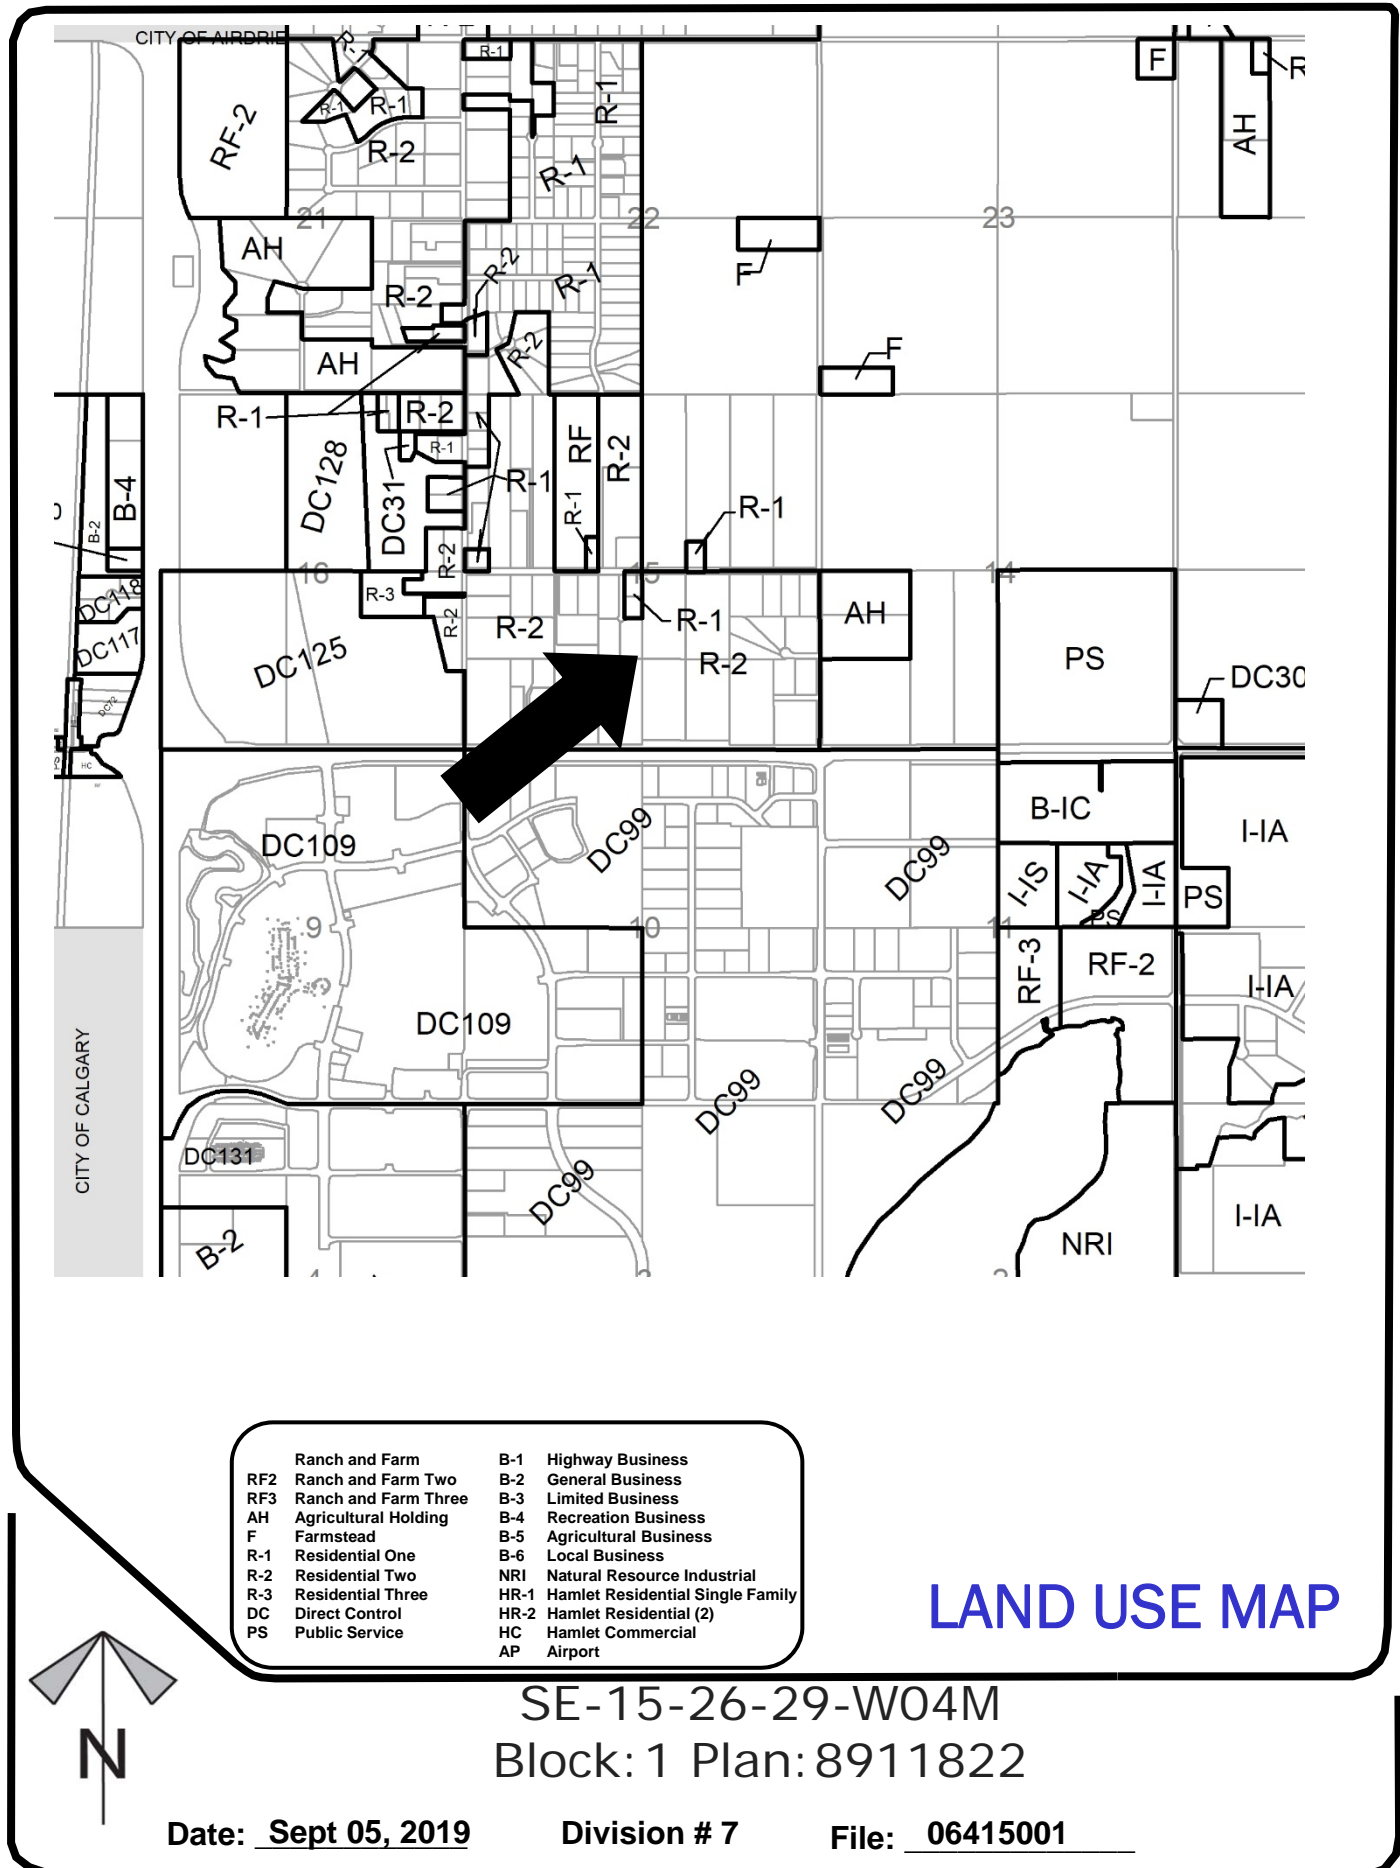 CITY OF AIRDRIE
R-1
R-1
F
R
RF-2
R-1
R-1
R-1
AH
R-2
R-1
21
22
23
AH
R-2
R-1
F
R-2
R-2
F
AH
R-1
R-2
R-1
RF
R-2
DC128
DC31
R-1
R-1
R-1
B-4
B-2
R-2
16
15
14
DC118
R-3
R-2
R-2
R-1
AH
DC117
DC125
R-2
PS
DC30
DC72
PS
HC
B-IC
DC109
DC99
DC99
I-IA
I-IS
I-IA
I-IA
PS
PS
9
10
11
RF-3
RF-2
I-IA
DC109
CITY OF CALGARY
DC99
DC99
DC131
DC99
B-2
NRI
I-IA
Ranch and Farm
RF2 Ranch and Farm Two
RF3 Ranch and Farm Three
AH Agricultural Holding
F Farmstead
R-1 Residential One
R-2 Residential Two
R-3 Residential Three
DC Direct Control
PS Public Service
B-1 Highway Business
B-2 General Business
B-3 Limited Business
B-4 Recreation Business
B-5 Agricultural Business
B-6 Local Business
NRI Natural Resource Industrial
HR-1 Hamlet Residential Single Family
HR-2 Hamlet Residential (2)
HC Hamlet Commercial
AP Airport
LAND USE MAP
N
SE-15-26-29-W04M
Block:1 Plan:8911822
Date: Sept 05, 2019 Division # 7 File: 06415001